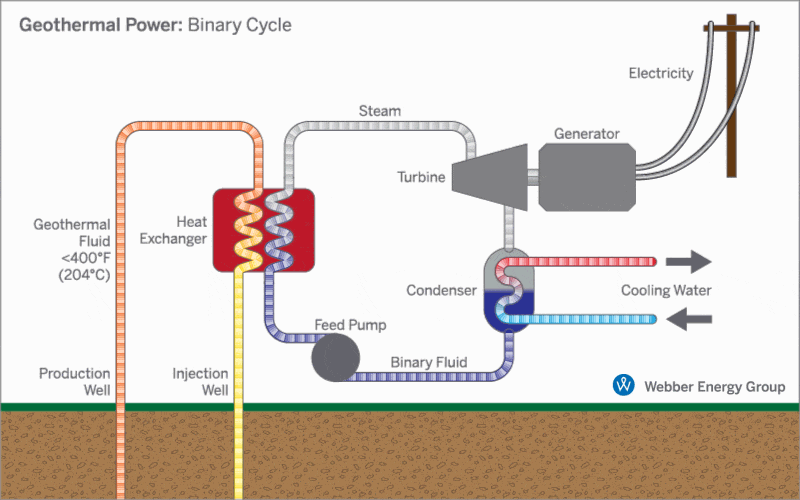 Geothermal Power: Binary Cycle
Electricity
Steam
Generator
Turbine
Geothermal
Fluid
<400°F
(204°C)
Heat
Exchanger
Condenser
Cooling Water
Feed Pump
Binary Fluid
Production
Well
Injection
Well
W Webber Energy Group